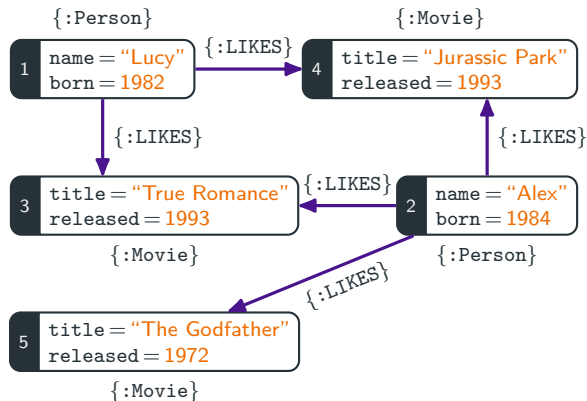 {:Person}
{:Movie}
1
name = “Lucy”
born = 1982
{:LIKES}
4
title = “Jurassic Park”
released = 1993
{:LIKES}
{:LIKES}
3
title = “True Romance”
released = 1993
{:LIKES}
2
name = “Alex”
born = 1984
{:Movie}
{:Person}
{:LIKES}
5
title = “The Godfather”
released = 1972
{:Movie}